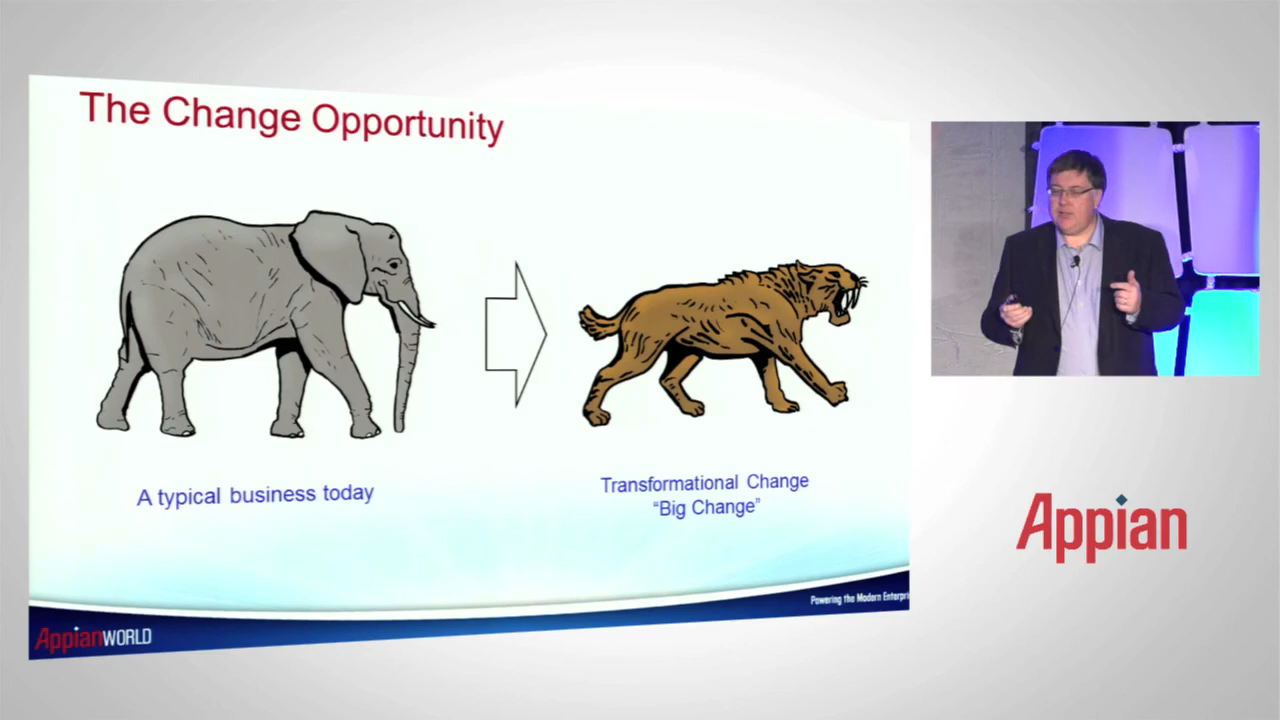 The Change Opportunity
A typical business today
Transformational Change
“Big Change”
Powering the Modern Enterpri
AppianWORLD
Appian